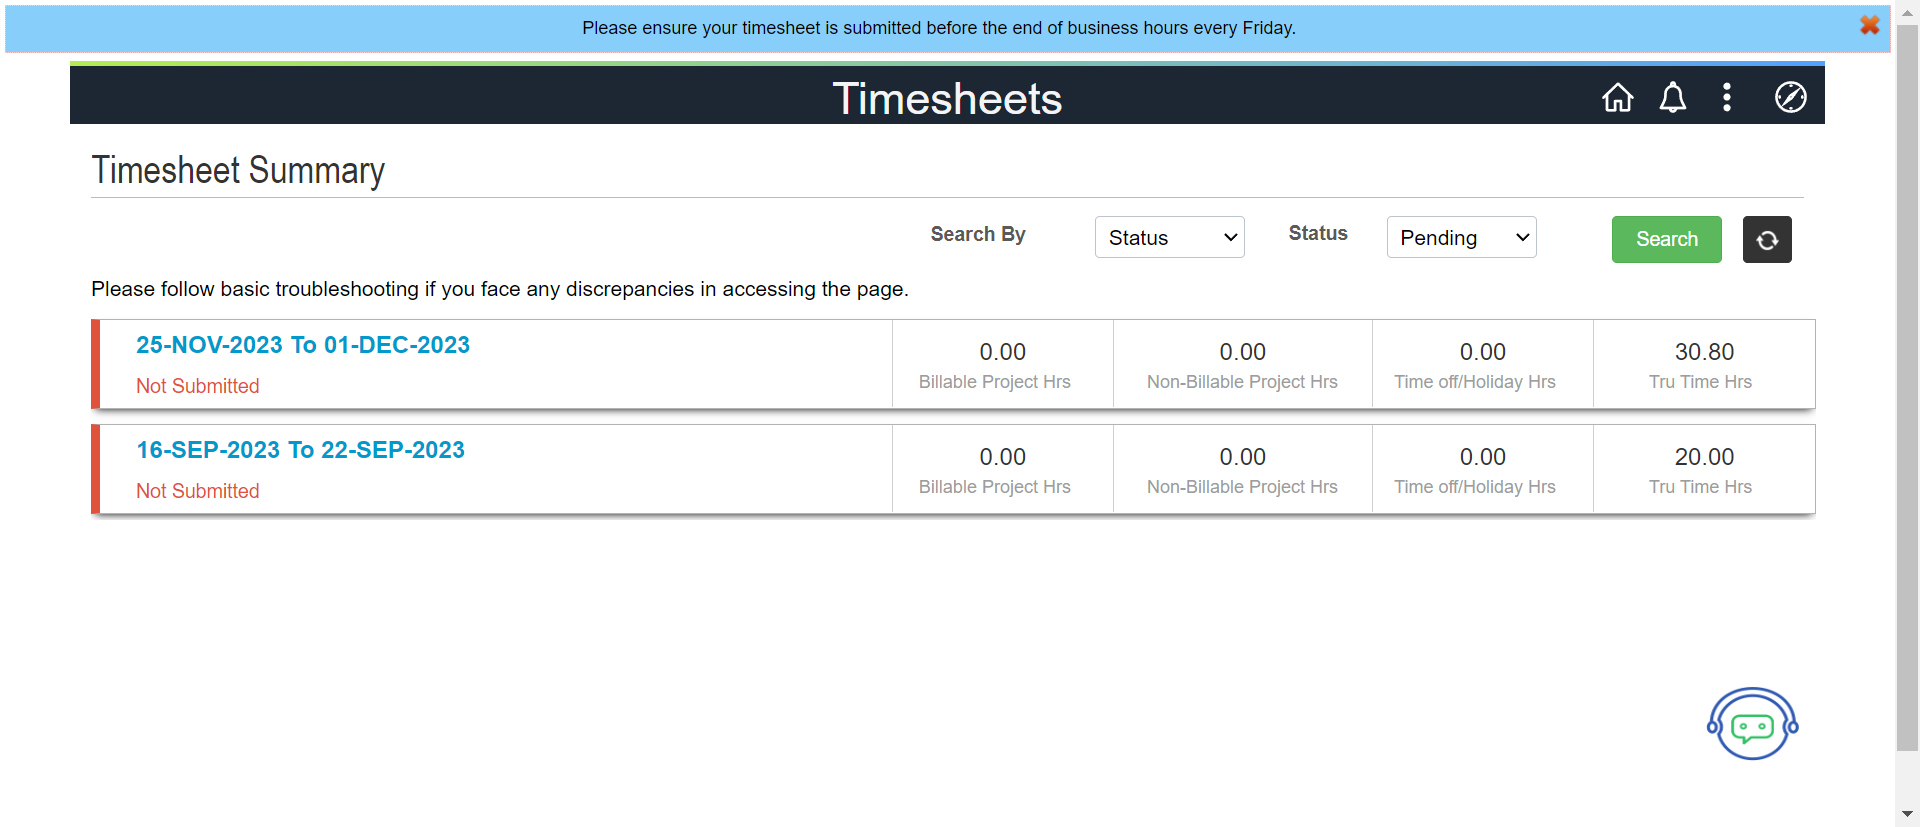 Please ensure your timesheet is submitted before the end of business hours every Friday.
Timesheets
Timesheet Summary
Search By Status Status Pending Search
Please follow basic troubleshooting if you face any discrepancies in accessing the page.
25-NOV-2023 To 01-DEC-2023
Not Submitted
0.00 0.00 0.00 30.80
Billable Project Hrs Non-Billable Project Hrs Time off/Holiday Hrs Tru Time Hrs
16-SEP-2023 To 22-SEP-2023
Not Submitted
0.00 0.00 0.00 20.00
Billable Project Hrs Non-Billable Project Hrs Time off/Holiday Hrs Tru Time Hrs